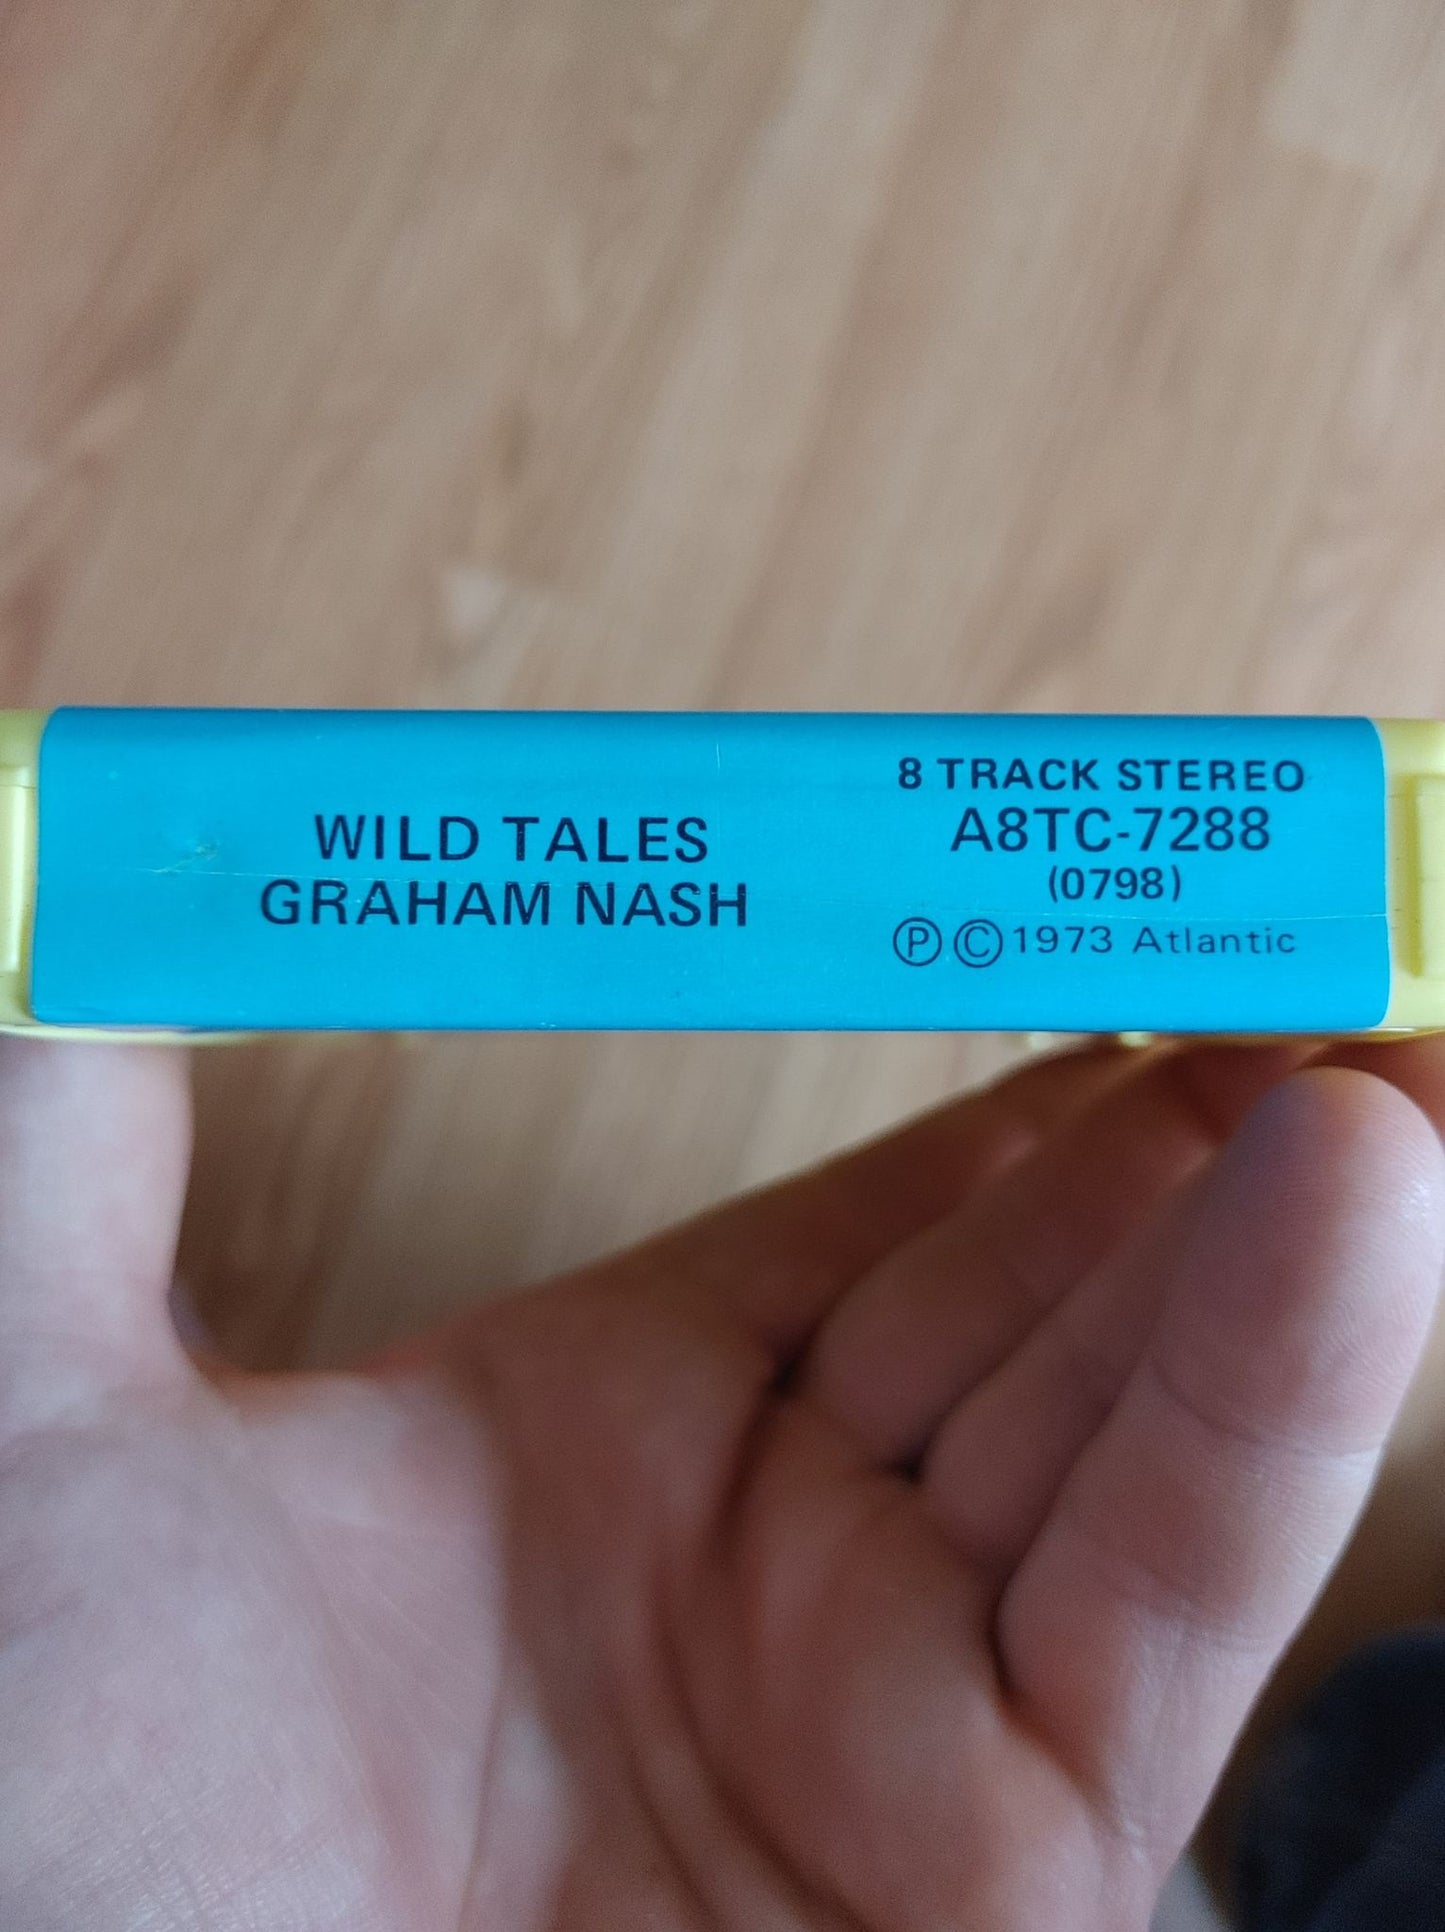 WILD TALES
GRAHAM NASH
8 TRACK STEREO
A8TC-7288
(0798)
Ⓟ Ⓒ 1973 Atlantic